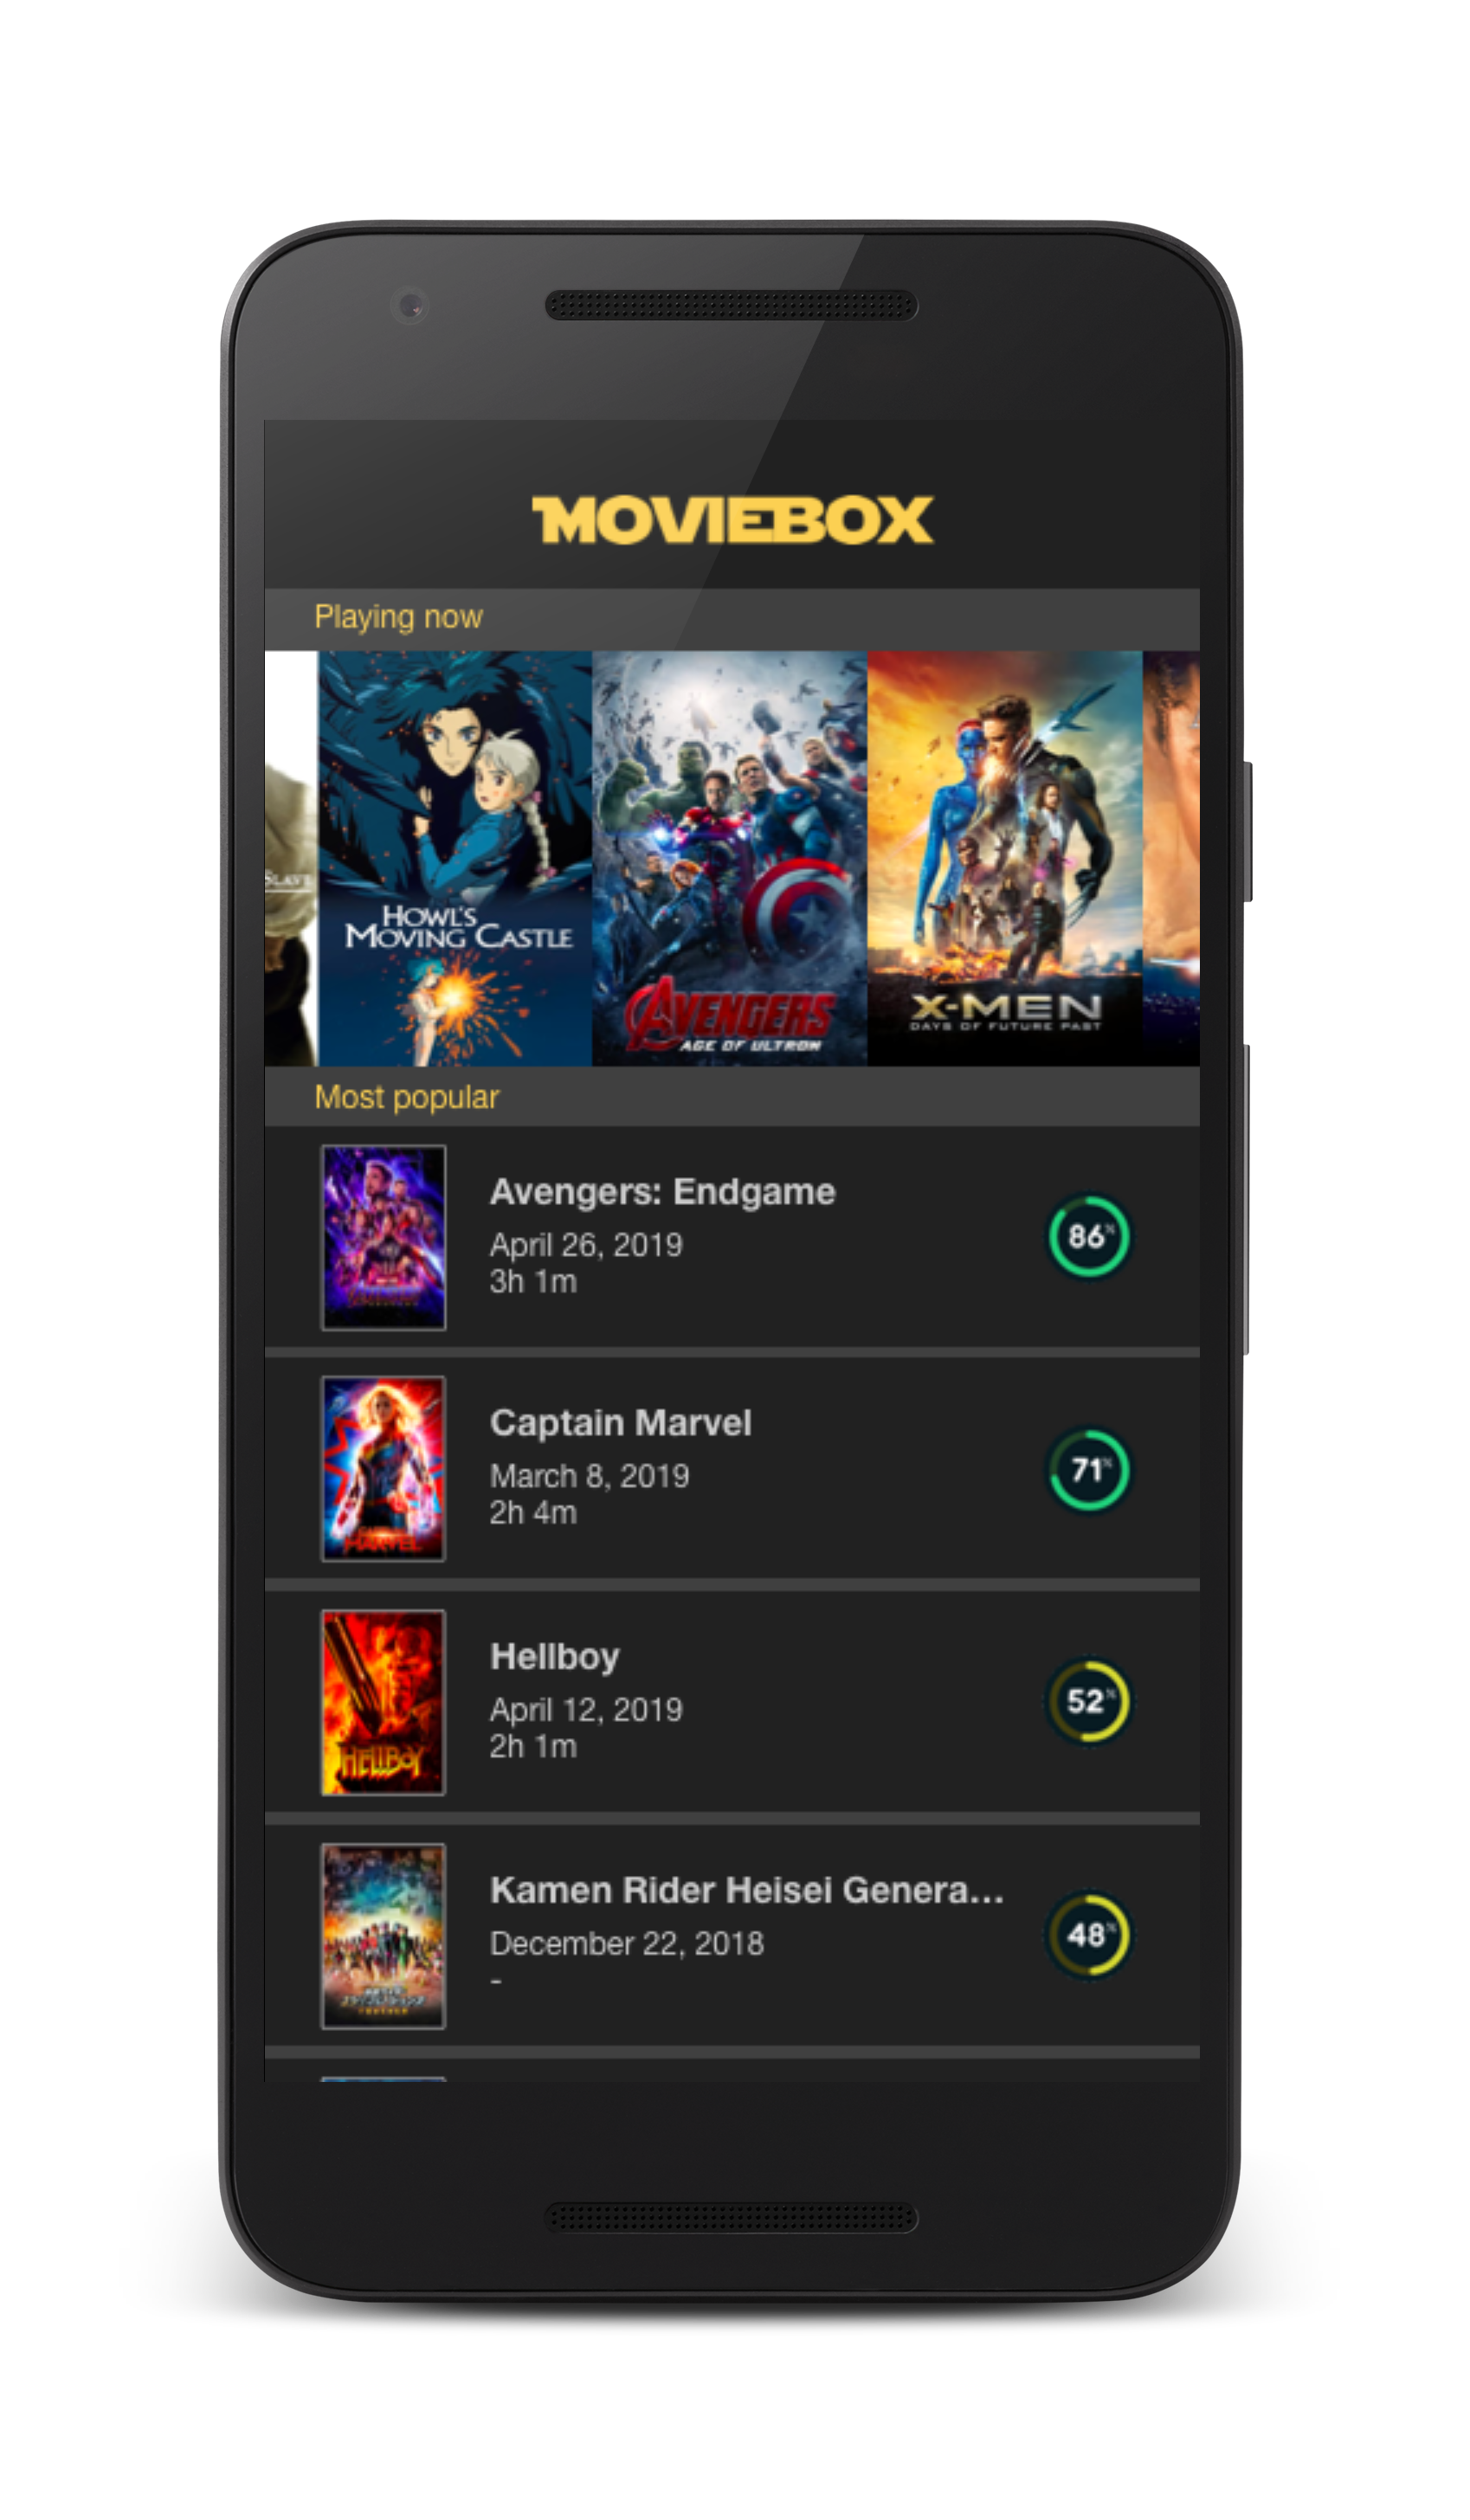 MOVIEBOX
Playing now
SLAVE
HOWL'S
MOVING CASTLE
AVENGERS
AGE OF ULTRON
X-MEN
DAYS OF FUTURE PAST
Most popular
Avengers: Endgame
April 26, 2019
3h 1m
86%
Captain Marvel
March 8, 2019
2h 4m
71%
MARVEL
Hellboy
April 12, 2019
2h 1m
52%
HELLBOY
Kamen Rider Heisei Genera...
December 22, 2018
-
48%